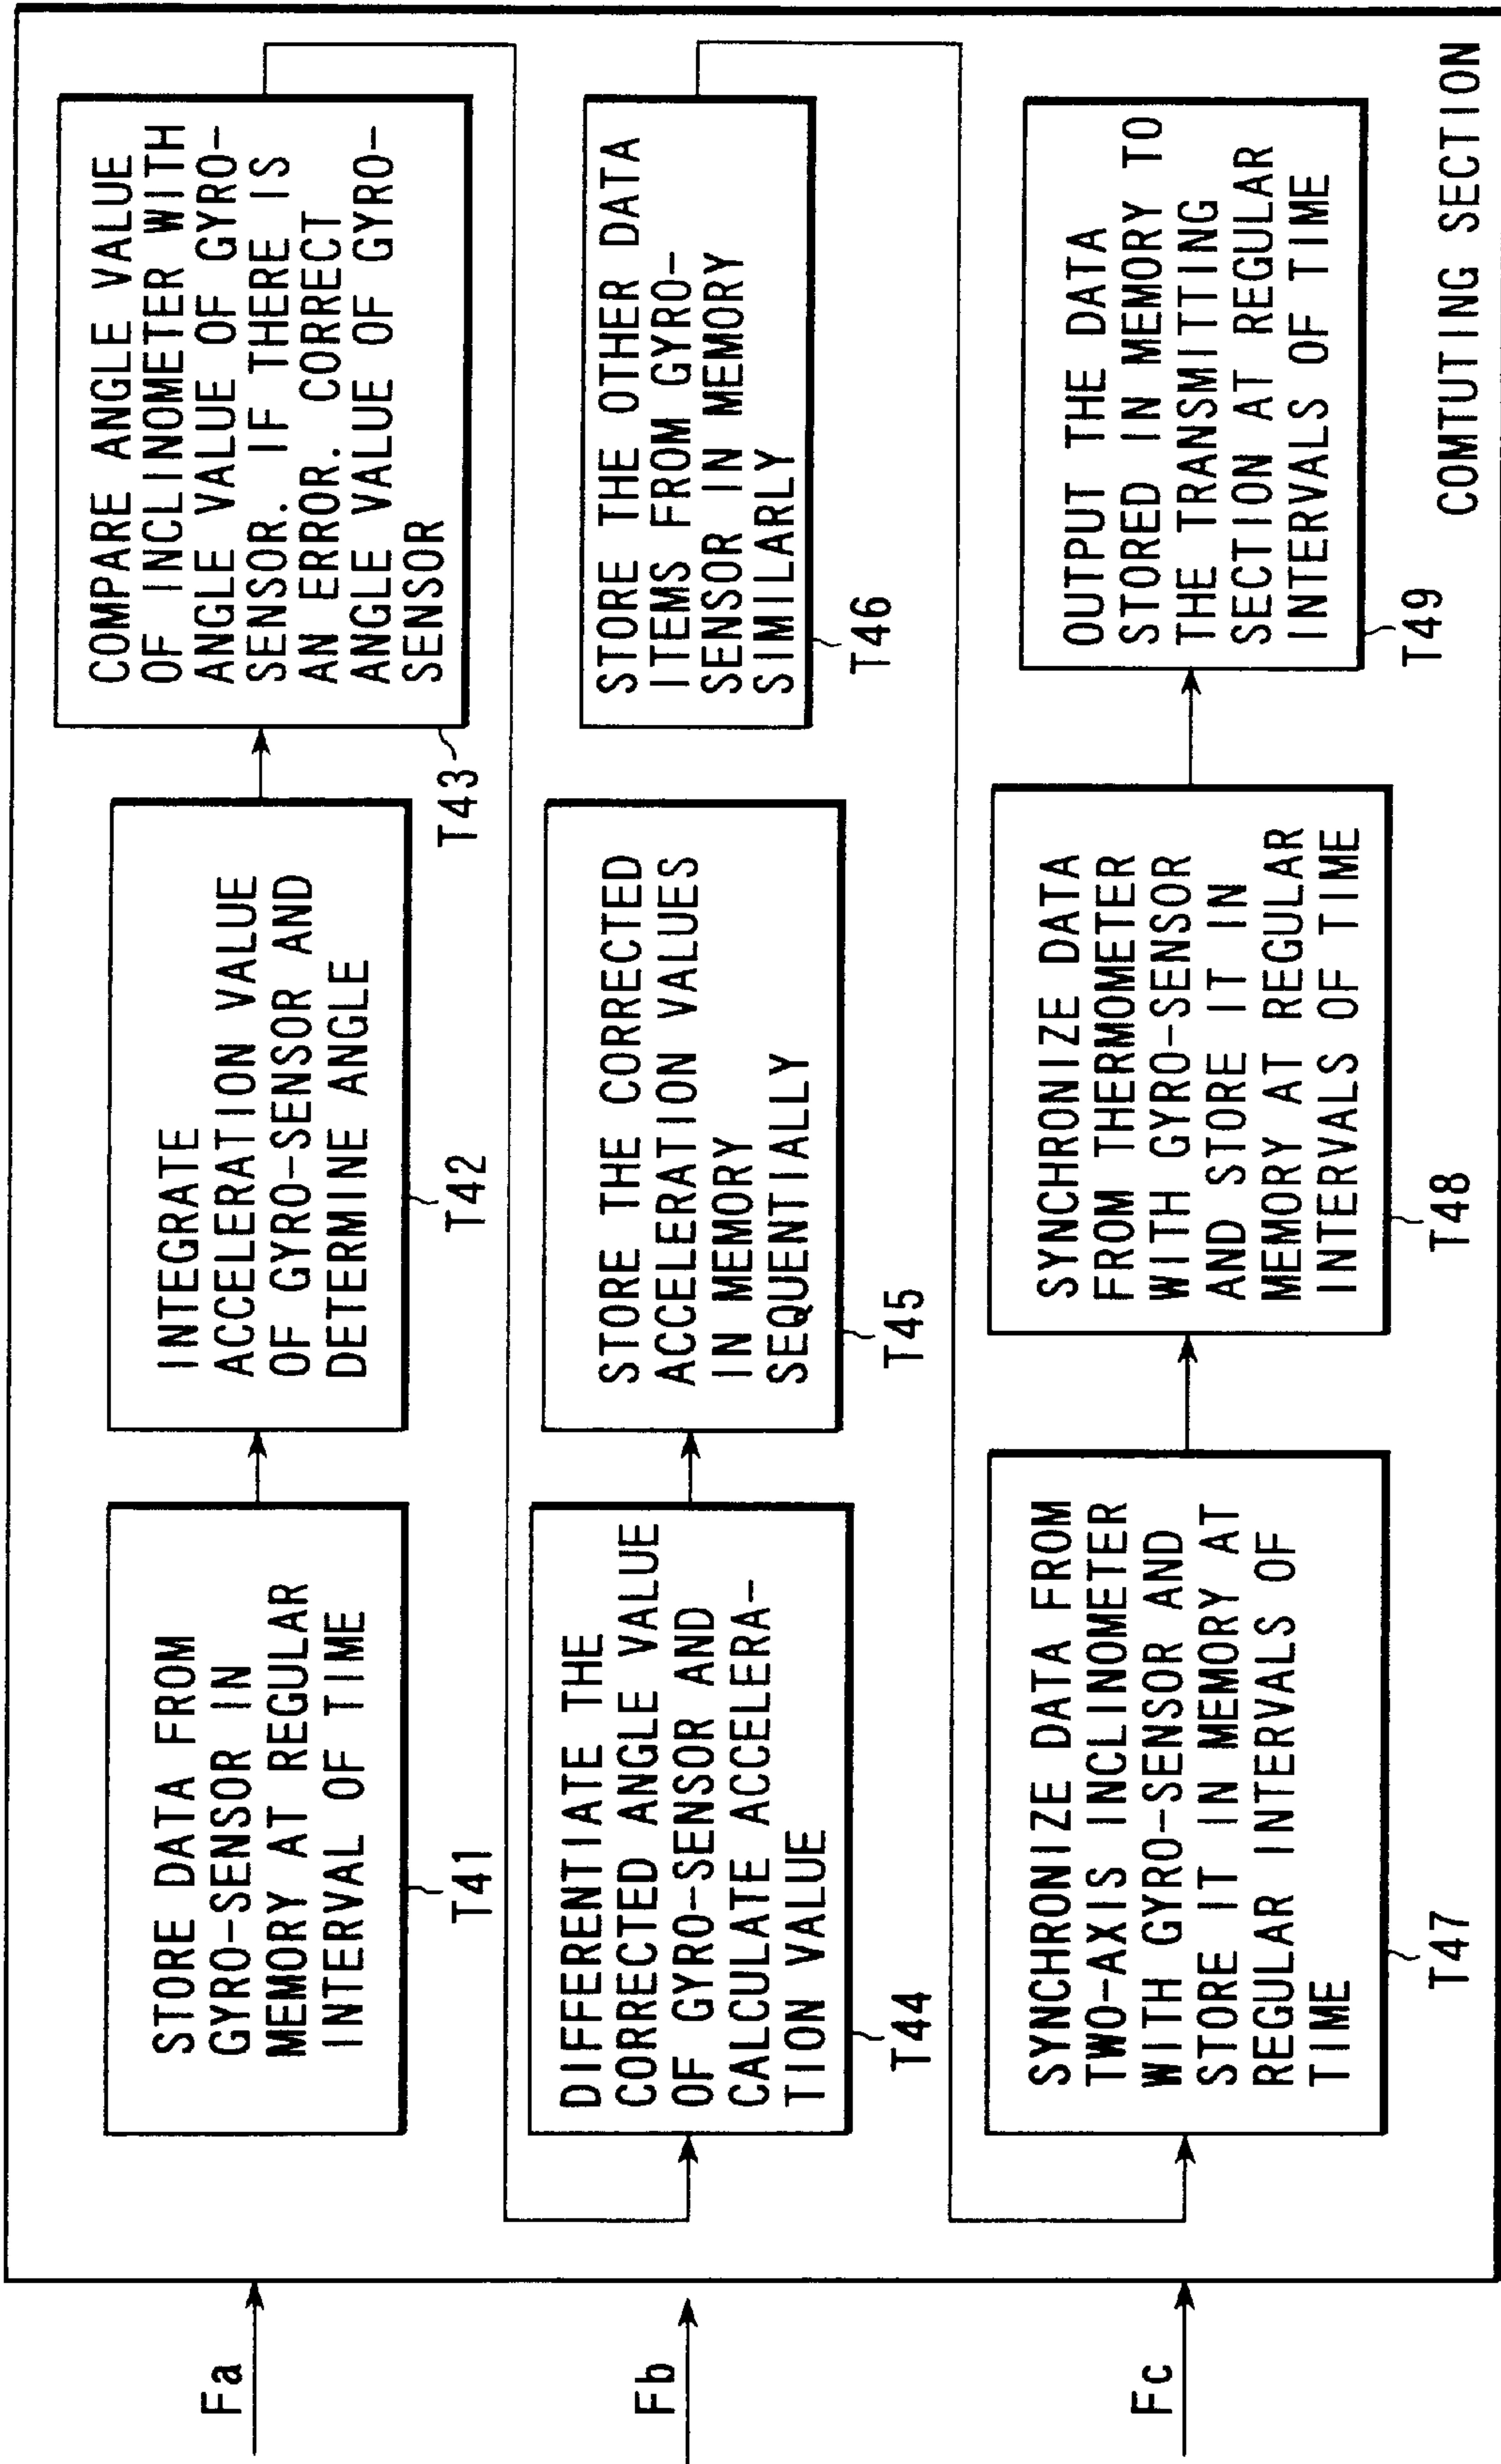 Fa
STORE DATA FROM
GYRO-SENSOR IN
MEMORY AT REGULAR
INTERVAL OF TIME
T41
INTEGRATE
ACCELERATION VALUE
OF GYRO-SENSOR AND
DETERMINE ANGLE
T42
COMPARE ANGLE VALUE
OF INCLINOMETER WITH
ANGLE VALUE OF GYRO-
SENSOR. IF THERE IS
AN ERROR. CORRECT
ANGLE VALUE OF GYRO-
SENSOR
T43
Fb
DIFFERENTIATE THE
CORRECTED ANGLE VALUE
OF GYRO-SENSOR AND
CALCULATE ACCELERA-
TION VALUE
T44
STORE THE CORRECTED
ACCELERATION VALUES
IN MEMORY
SEQUENTIALLY
T45
STORE THE OTHER DATA
ITEMS FROM GYRO-
SENSOR IN MEMORY
SIMILARLY
T46
Fc
SYNCHRONIZE DATA FROM
TWO-AXIS INCLINOMETER
WITH GYRO-SENSOR AND
STORE IT IN MEMORY AT
REGULAR INTERVALS OF
TIME
T47
SYNCHRONIZE DATA
FROM THERMOMETER
WITH GYRO-SENSOR
AND STORE IT IN
MEMORY AT REGULAR
INTERVALS OF TIME
T48
OUTPUT THE DATA
STORED IN MEMORY TO
THE TRANSMITTING
SECTION AT REGULAR
INTERVALS OF TIME
T49
COMTUTING SECTION